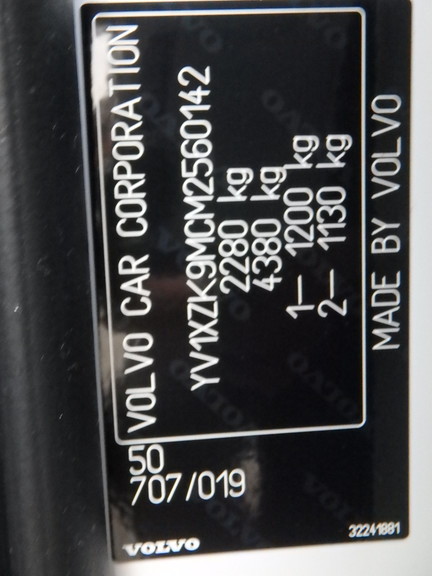 VOLVO CAR CORPORATION
YV1XZK9MCM2560142
2280 kg
4380 kg
1— 1200 kg
2— 1130 kg
MADE BY VOLVO
50
707/019
VOLVO
32241881